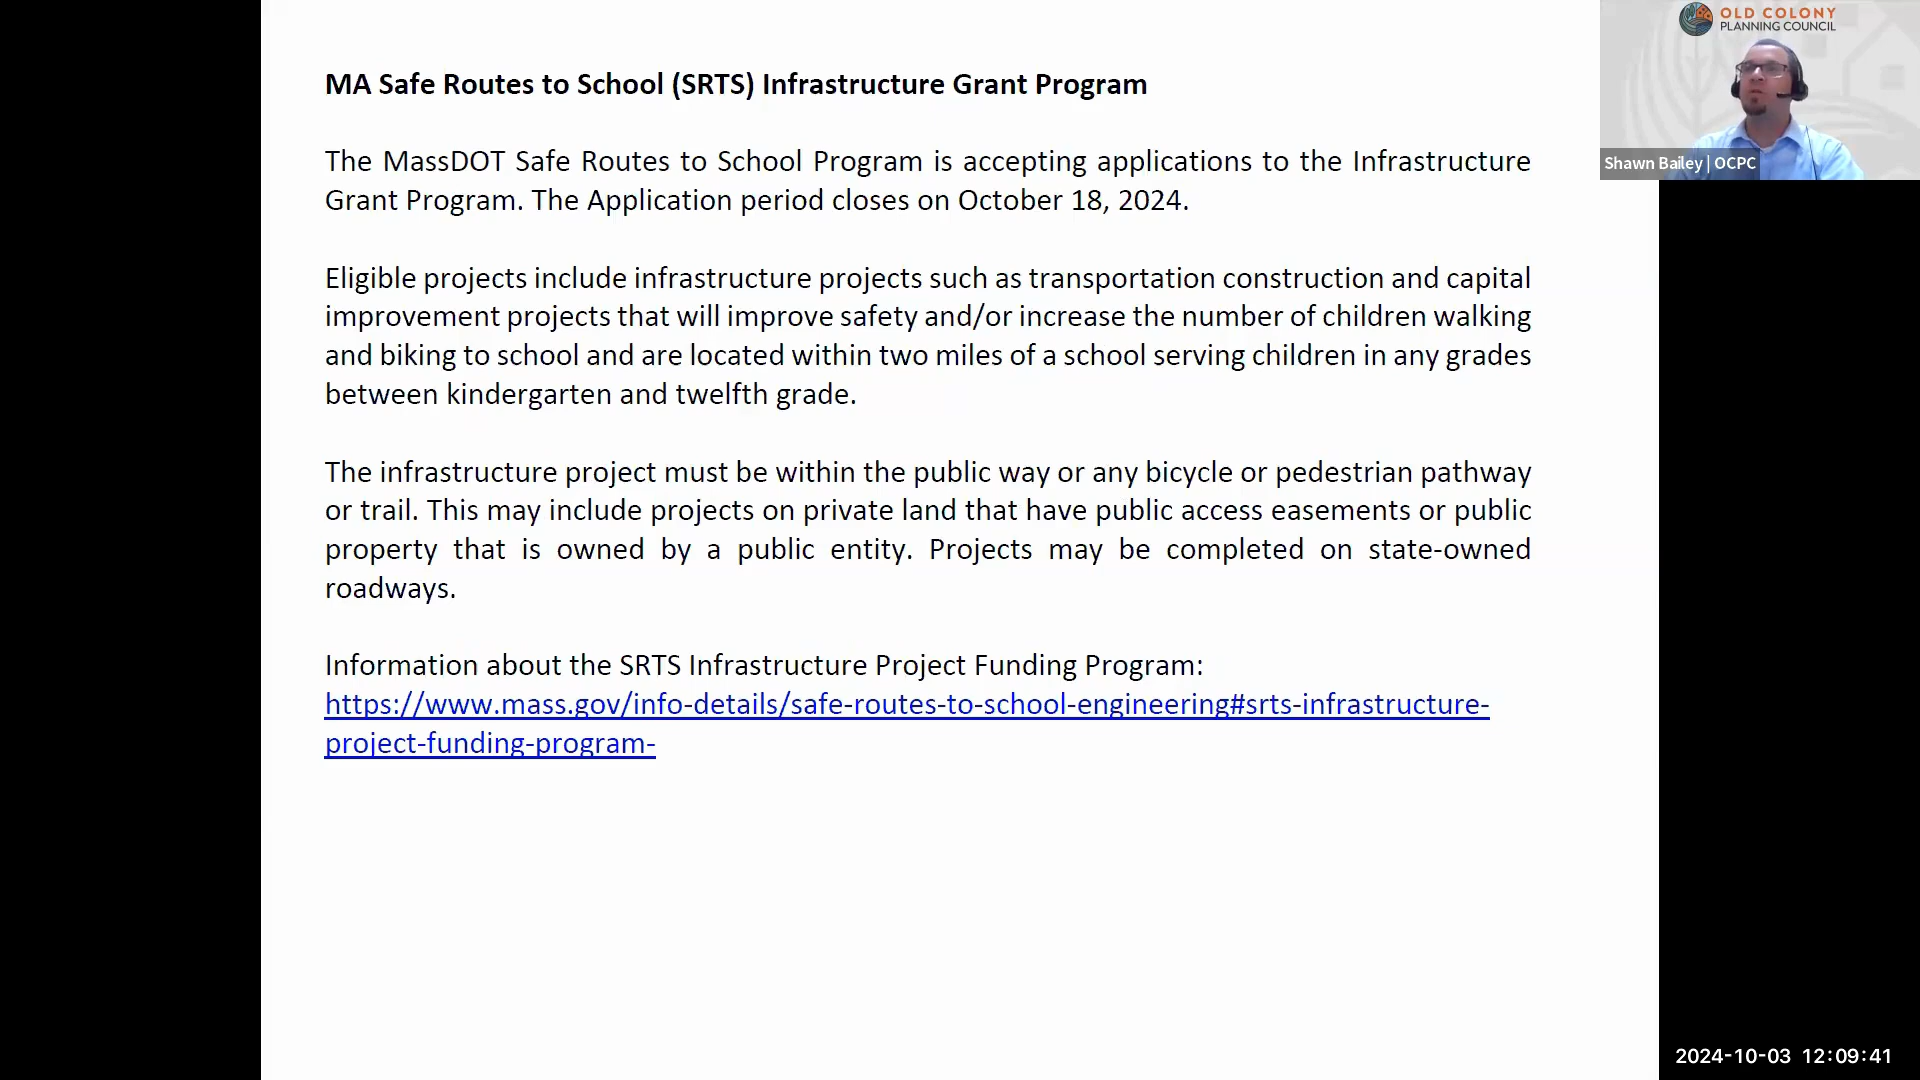 OLD COLONY
PLANNING COUNCIL
Shawn Bailey | OCPC
MA Safe Routes to School (SRTS) Infrastructure Grant Program
The MassDOT Safe Routes to School Program is accepting applications to the Infrastructure
Grant Program. The Application period closes on October 18, 2024.
Eligible projects include infrastructure projects such as transportation construction and capital
improvement projects that will improve safety and/or increase the number of children walking
and biking to school and are located within two miles of a school serving children in any grades
between kindergarten and twelfth grade.
The infrastructure project must be within the public way or any bicycle or pedestrian pathway
or trail. This may include projects on private land that have public access easements or public
property that is owned by a public entity. Projects may be completed on state-owned
roadways.
Information about the SRTS Infrastructure Project Funding Program:
https://www.mass.gov/info-details/safe-routes-to-school-engineering#srts-infrastructure-
project-funding-program-
2024-10-03 12:09:41